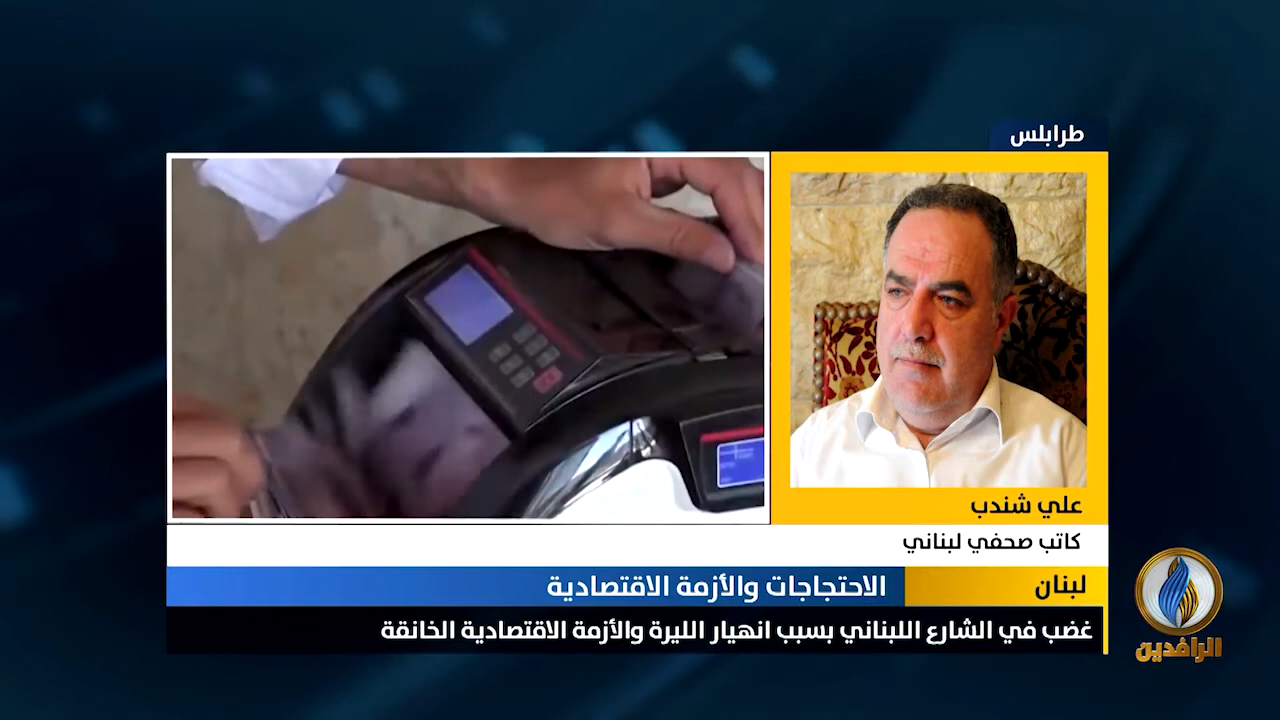 طرابلس
علي شندب
كاتب صحفي لبناني
لبنان
الاحتجاجات والأزمة الاقتصادية
غضب في الشارع اللبناني بسبب انهيار الليرة والأزمة الاقتصادية الخانقة
الرافدين